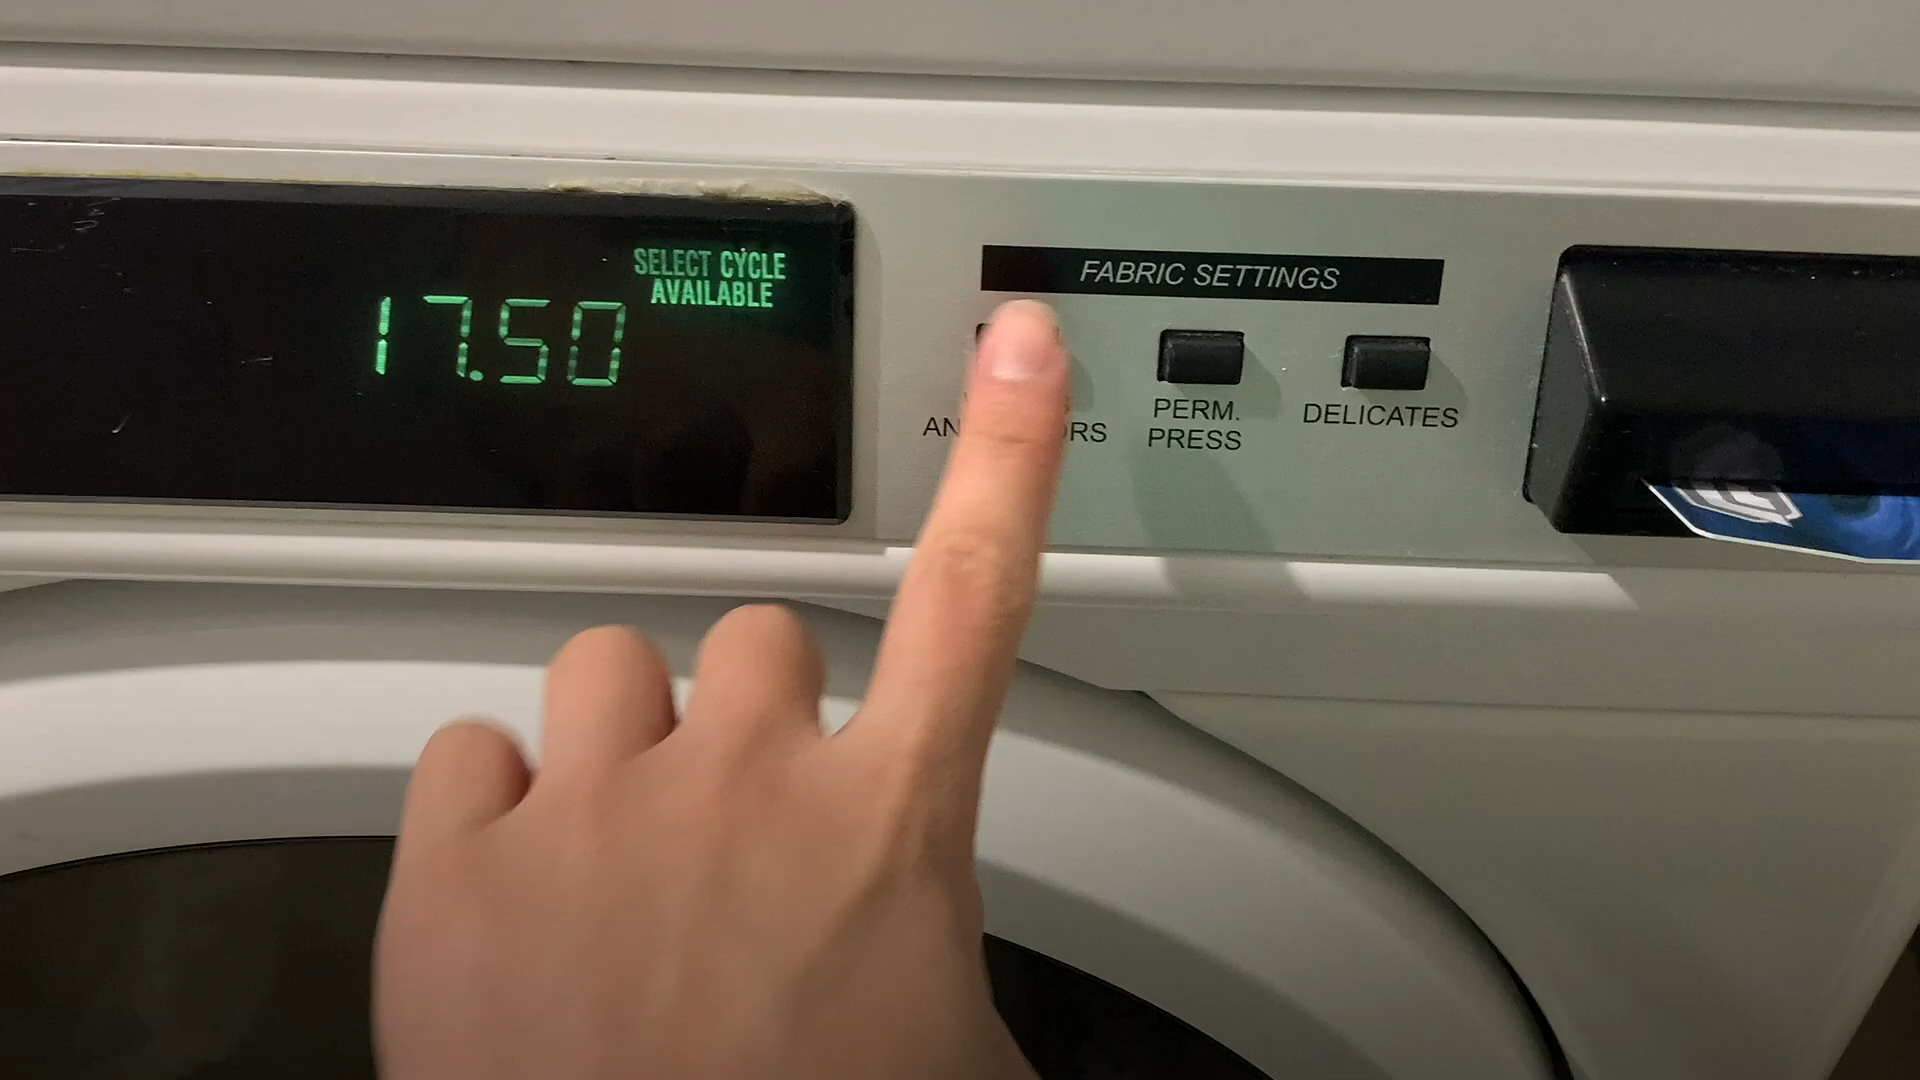 SELECT CYCLE
AVAILABLE
17.50
FABRIC SETTINGS
PERM.
PRESS
DELICATES